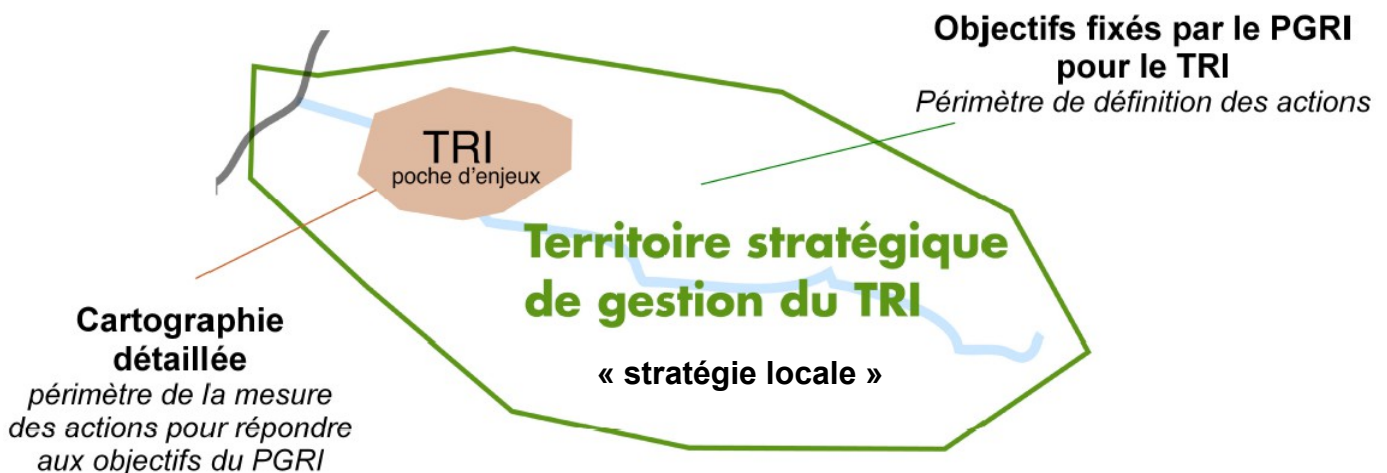 Objectifs fixés par le PGRI
pour le TRI
Périmètre de définition des actions
TRI
poche d'enjeux
Territoire stratégique
de gestion du TRI
« stratégie locale »
Cartographie
détaillée
périmètre de la mesure
des actions pour répondre
aux objectifs du PGRI